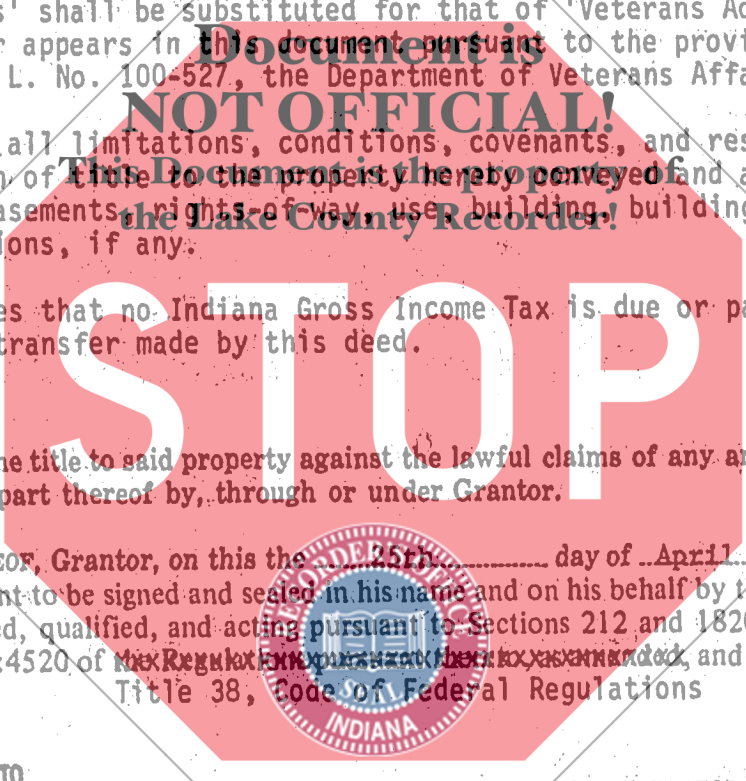 s' shall be substituted for that of 'Veterans Ad
r appears in this document pursuant to the provi
L. No. 100-527, the Department of Veterans Affa
Document is
NOT OFFICIAL!
This Document is the property of
the Lake County Recorder!
all limitations, conditions, covenants, and res
n of title to the property hereby conveyed and a
asements, rights-of-way, use, building, building
ions, if any.
es that no Indiana Gross Income Tax is due or pa
transfer made by this deed.
STOP
he title to said property against the lawful claims of any an
part thereof by, through or under Grantor.
EOF, Grantor, on this the 25th day of April
nt to be signed and sealed in his name and on his behalf by t
ed, qualified, and acting pursuant to Sections 212 and 1820
:4520 of and
Title 38, Code of Federal Regulations
RECORDER'S OFFICE
SEAL
INDIANA